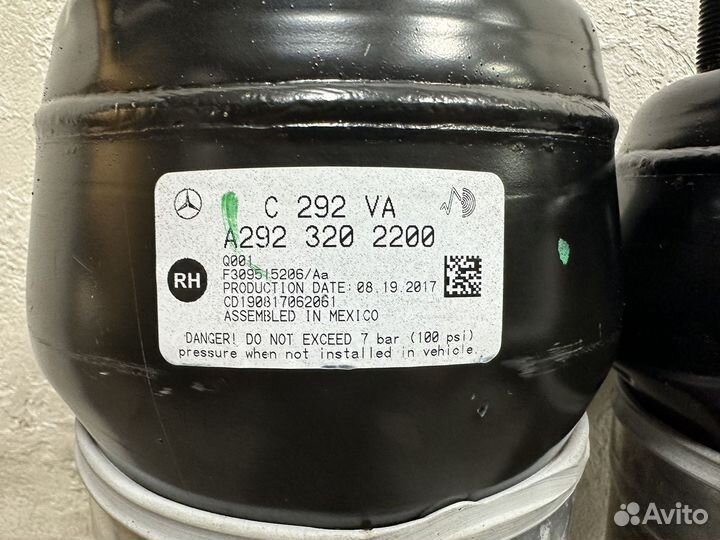 C 292 VA
A292 320 2200
Q001
F309515206/Aa
RH
PRODUCTION DATE: 08.19.2017
CD190817062061
ASSEMBLED IN MEXICO
DANGER! DO NOT EXCEED 7 bar (100 psi)
pressure when not installed in vehicle.
Avito